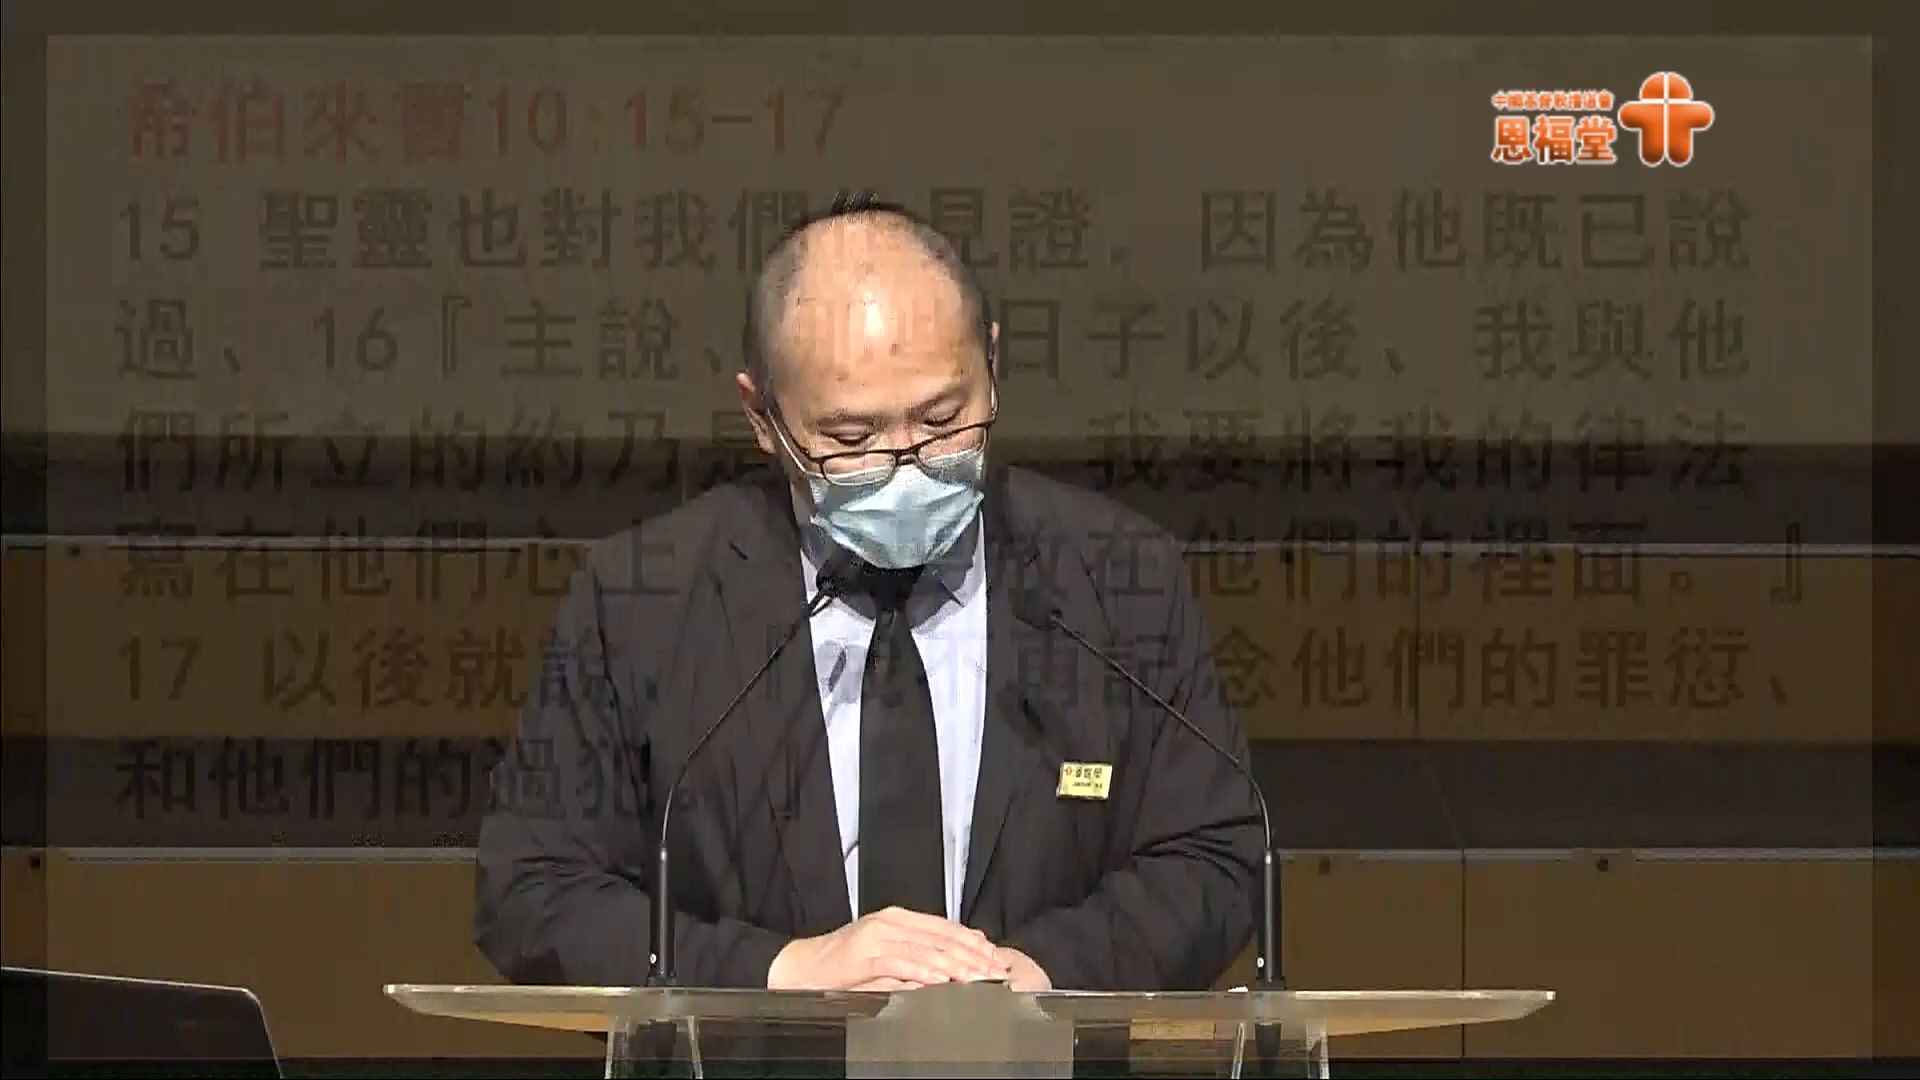 希伯來書10:15-17
中國基督教播道會
恩福堂
15 聖靈也對我們 見證．因為他既已說
過、16『主說、那些日子以後、我與他
們所立的約乃是 我要將我的律法
寫在他們心上 放在他們的裡面。』
17 以後就說．『我不再記念他們的罪愆、
和他們的過犯。』